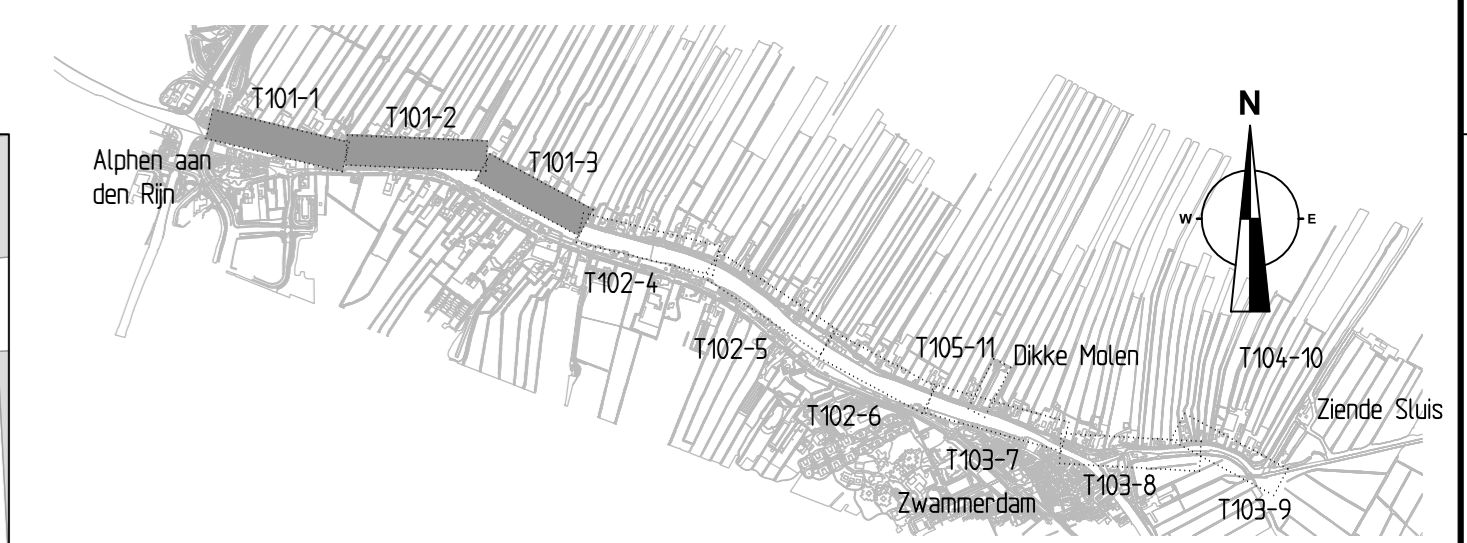 T101-1
T101-2
T101-3
Alphen aan
den Rijn
N
W
E
T102-4
T102-5
T105-11
Dikke Molen
T104-10
T102-6
Ziende Sluis
T103-7
T103-8
Zwammerdam
T103-9